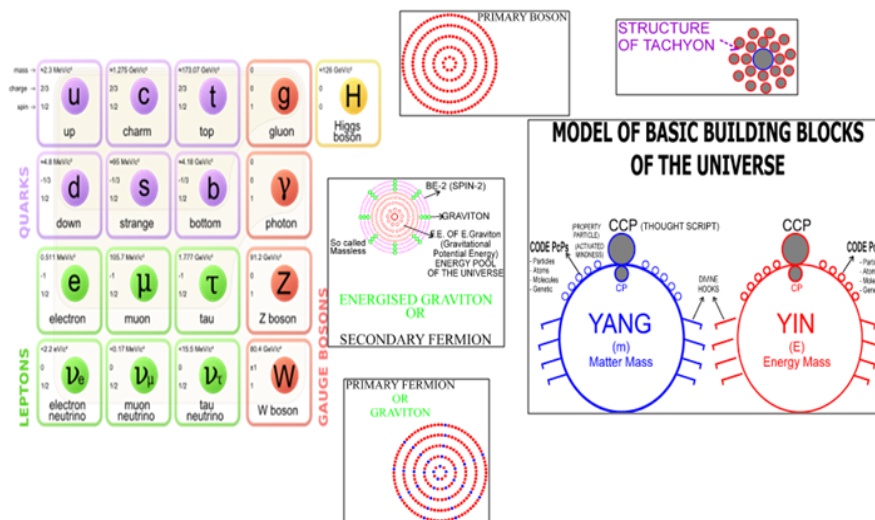 mass →
charge →
spin →
≈2.3 MeV/c²
2/3
1/2
u
up
≈1.275 GeV/c²
2/3
1/2
c
charm
≈173.07 GeV/c²
2/3
1/2
t
top
0
0
1
g
gluon
≈126 GeV/c²
0
0
H
Higgs
boson
QUARKS
≈4.8 MeV/c²
-1/3
1/2
d
down
≈95 MeV/c²
-1/3
1/2
s
strange
≈4.18 GeV/c²
-1/3
1/2
b
bottom
0
0
1
γ
photon
0.511 MeV/c²
-1
1/2
e
electron
105.7 MeV/c²
-1
1/2
μ
muon
1.777 GeV/c²
-1
1/2
τ
tau
91.2 GeV/c²
0
1
Z
Z boson
LEPTONS
<2.2 eV/c²
0
1/2
νe
electron
neutrino
<0.17 MeV/c²
0
1/2
νμ
muon
neutrino
<15.5 MeV/c²
0
1/2
ντ
tau
neutrino
80.4 GeV/c²
±1
1
W
W boson
GAUGE BOSONS
PRIMARY BOSON
BE-2 (SPIN-2)
GRAVITON
So called
Massless
F.E. OF E.Graviton
(Gravitational
Potential Energy)
ENERGY POOL
OF THE UNIVERSE
ENERGISED GRAVITON
OR
SECONDARY FERMION
PRIMARY FERMION
OR
GRAVITON
STRUCTURE
OF TACHYON
MODEL OF BASIC BUILDING BLOCKS
OF THE UNIVERSE
CCP (THOUGHT SCRIPT)
CCP
(PROPERTY
PARTICLE)
(ACTIVATED
MINDNESS)
CODE PcPs
- Particles
- Atoms
- Molecules
- Genetic
CP
DIVINE
HOOKS
YANG
(m)
Matter Mass
CP
YIN
(E)
Energy Mass
CODE Pc
- Part
- Ato
- Mo
- Gen